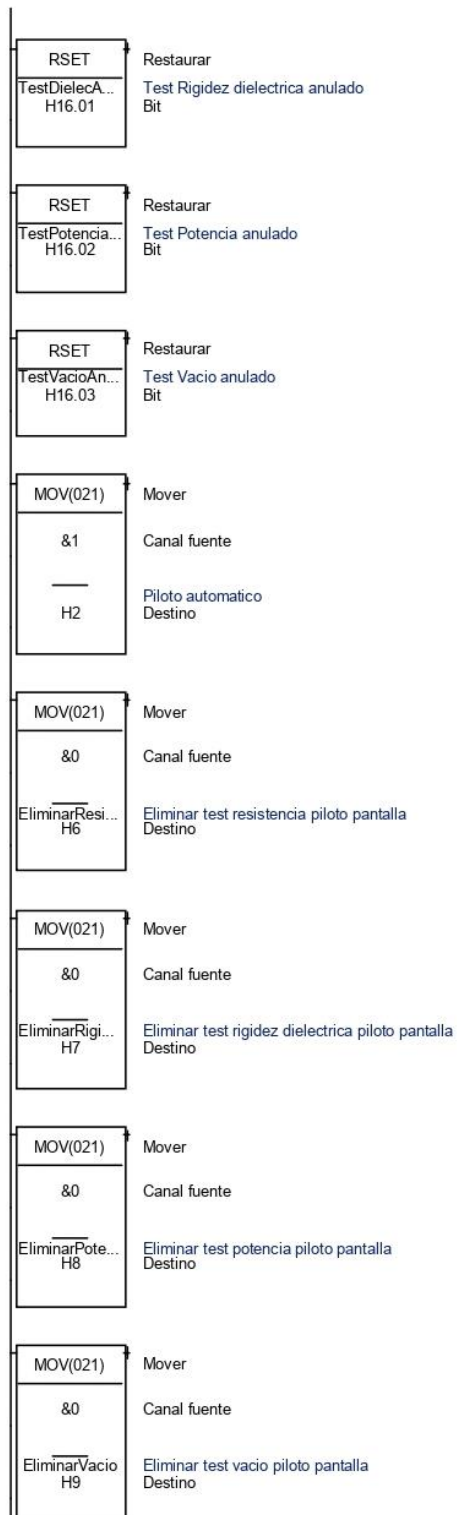 RSET Restaurar
TestDielecA... Test Rigidez dielectrica anulado
H16.01 Bit
RSET Restaurar
TestPotencia... Test Potencia anulado
H16.02 Bit
RSET Restaurar
TestVacioAn... Test Vacio anulado
H16.03 Bit
MOV(021) Mover
&1 Canal fuente
Piloto automatico
H2 Destino
MOV(021) Mover
&0 Canal fuente
EliminarResi... Eliminar test resistencia piloto pantalla
H6 Destino
MOV(021) Mover
&0 Canal fuente
EliminarRigi... Eliminar test rigidez dielectrica piloto pantalla
H7 Destino
MOV(021) Mover
&0 Canal fuente
EliminarPote... Eliminar test potencia piloto pantalla
H8 Destino
MOV(021) Mover
&0 Canal fuente
EliminarVacio Eliminar test vacio piloto pantalla
H9 Destino